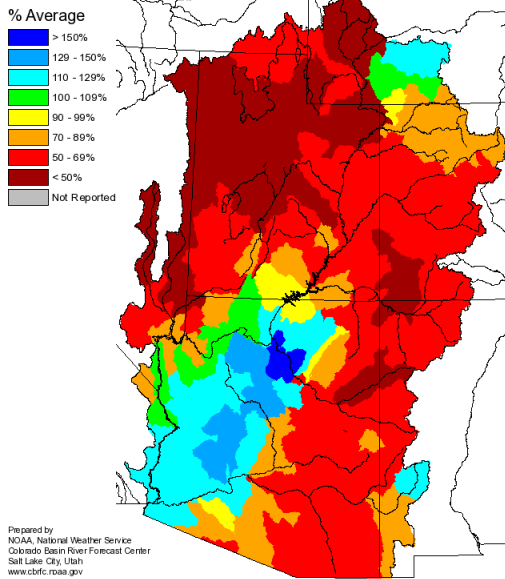 % Average
> 150%
129 - 150%
110 - 129%
100 - 109%
90 - 99%
70 - 89%
50 - 69%
< 50%
Not Reported
Prepared by
NOAA, National Weather Service
Colorado Basin River Forecast Center
Salt Lake City, Utah
www.cbrfc.noaa.gov